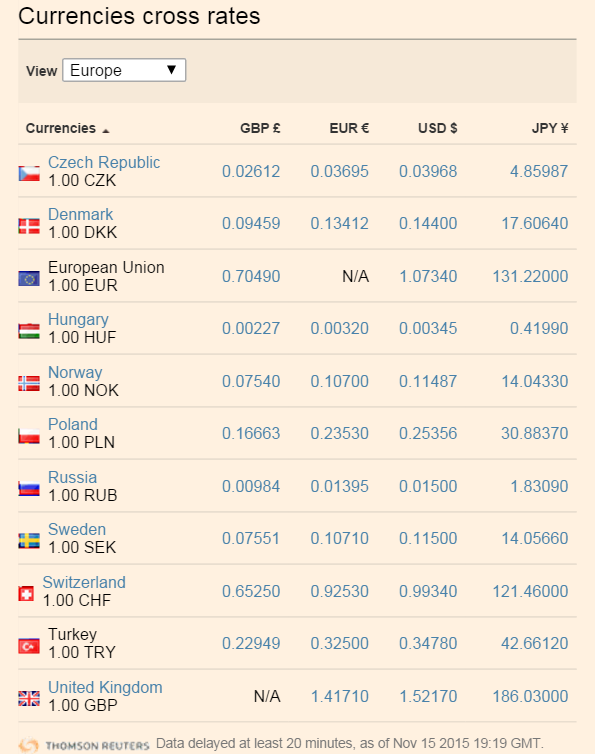 Currencies cross rates
View Europe
Currencies GBP £ EUR € USD $ JPY ¥
Czech Republic
1.00 CZK 0.02612 0.03695 0.03968 4.85987
Denmark
1.00 DKK 0.09459 0.13412 0.14400 17.60640
European Union
1.00 EUR 0.70490 N/A 1.07340 131.22000
Hungary
1.00 HUF 0.00227 0.00320 0.00345 0.41990
Norway
1.00 NOK 0.07540 0.10700 0.11487 14.04330
Poland
1.00 PLN 0.16663 0.23530 0.25356 30.88370
Russia
1.00 RUB 0.00984 0.01395 0.01500 1.83090
Sweden
1.00 SEK 0.07551 0.10710 0.11500 14.05660
Switzerland
1.00 CHF 0.65250 0.92530 0.99340 121.46000
Turkey
1.00 TRY 0.22949 0.32500 0.34780 42.66120
United Kingdom
1.00 GBP N/A 1.41710 1.52170 186.03000
THOMSON REUTERS Data delayed at least 20 minutes, as of Nov 15 2015 19:19 GMT.